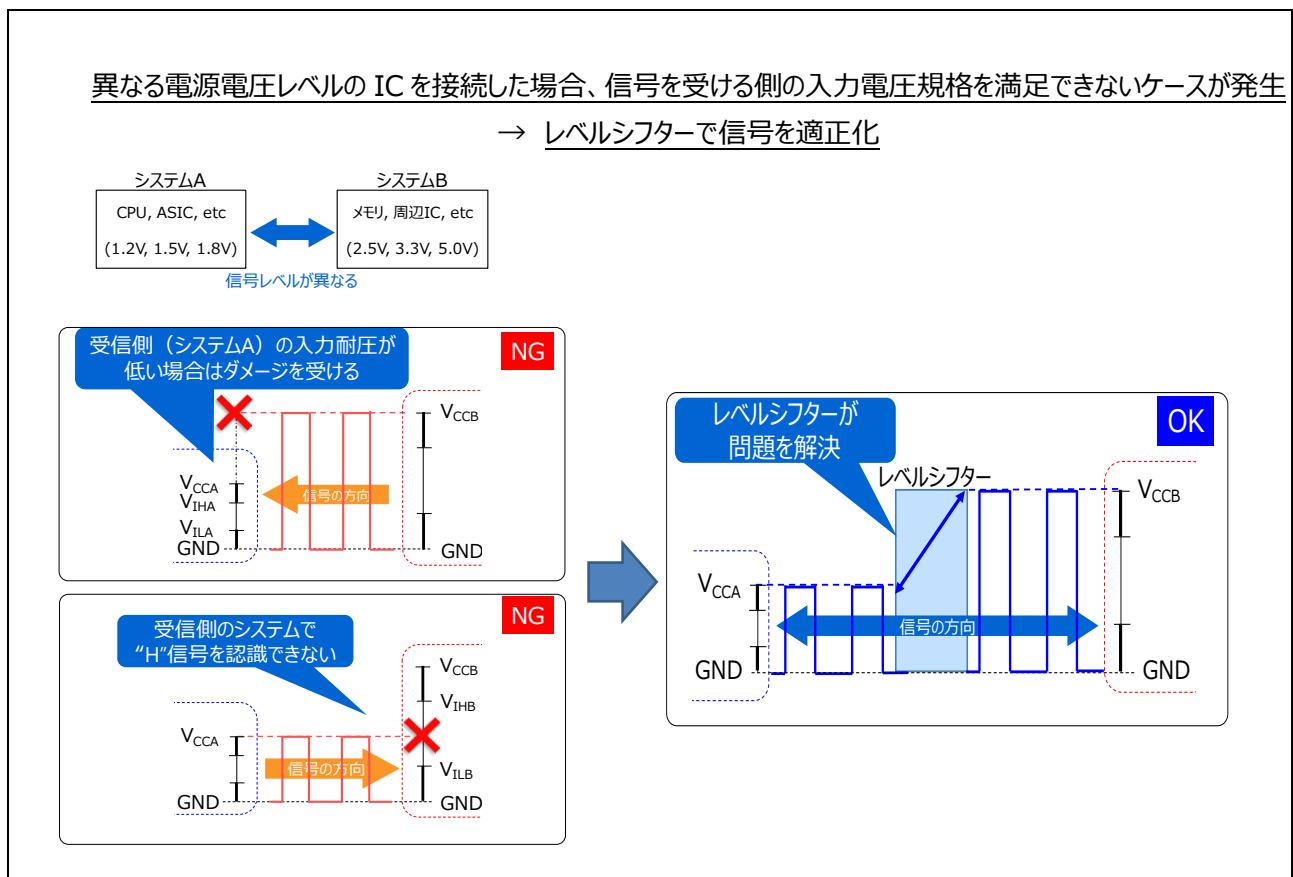 異なる電源電圧レベルの IC を接続した場合、信号を受ける側の入力電圧規格を満足できないケースが発生
→ レベルシフターで信号を適正化
システムA
CPU, ASIC, etc
(1.2V, 1.5V, 1.8V)
システムB
メモリ, 周辺IC, etc
(2.5V, 3.3V, 5.0V)
信号レベルが異なる
受信側（システムA）の入力耐圧が
低い場合はダメージを受ける
NG
VCCB
VCCA
VIHA
VILA
GND
信号の方向
GND
受信側のシステムで
“H”信号を認識できない
NG
VCCB
VIHB
VCCA
信号の方向
VILB
GND
GND
レベルシフターが
問題を解決
OK
レベルシフター
VCCB
VCCA
信号の方向
GND
GND